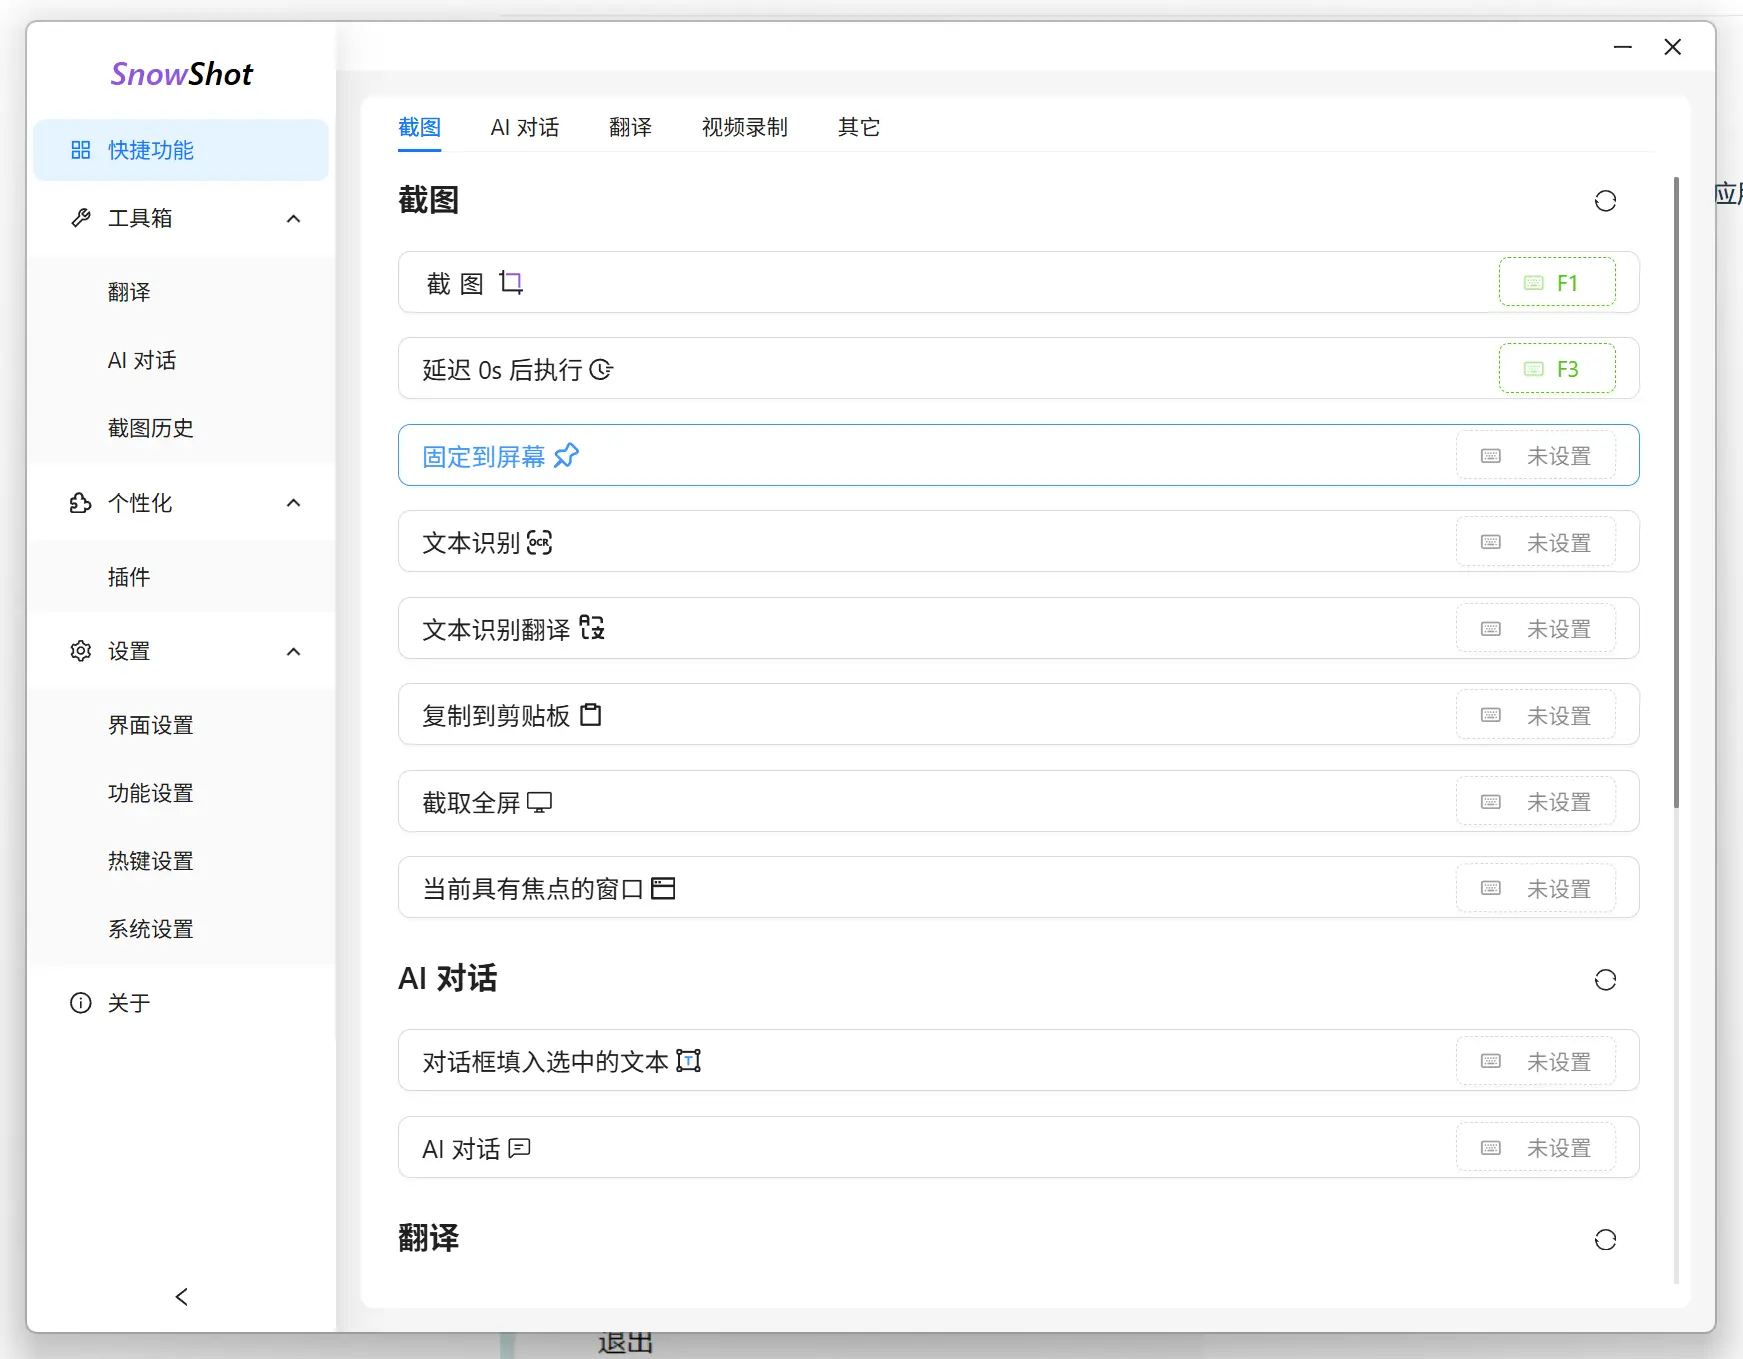 SnowShot
快捷功能
工具箱
翻译
AI 对话
截图历史
个性化
插件
设置
界面设置
功能设置
热键设置
系统设置
关于
截图 AI 对话 翻译 视频录制 其它
截图
截 图 F1
延迟 0s 后执行 F3
固定到屏幕 未设置
文本识别 OCR 未设置
文本识别翻译 未设置
复制到剪贴板 未设置
截取全屏 未设置
当前具有焦点的窗口 未设置
AI 对话
对话框填入选中的文本 未设置
AI 对话 未设置
翻译
退出